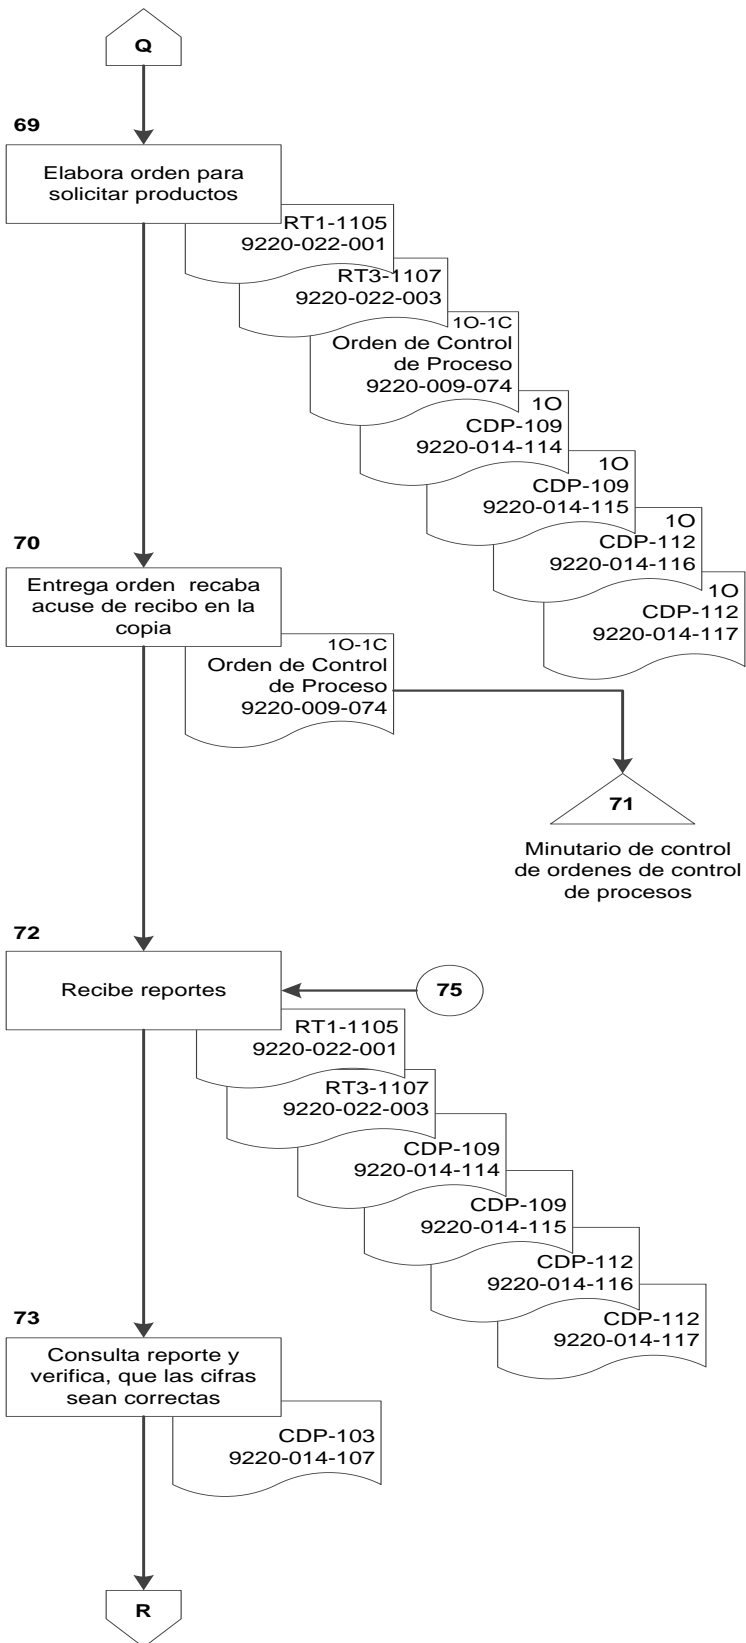 Q
69
Elabora orden para
solicitar productos
RT1-1105
9220-022-001
RT3-1107
9220-022-003
1O-1C
Orden de Control
de Proceso
9220-009-074
1O
CDP-109
9220-014-114
1O
CDP-109
9220-014-115
1O
CDP-112
9220-014-116
1O
CDP-112
9220-014-117
70
Entrega orden recaba
acuse de recibo en la
copia
1O-1C
Orden de Control
de Proceso
9220-009-074
71
Minutario de control
de ordenes de control
de procesos
72
Recibe reportes
75
RT1-1105
9220-022-001
RT3-1107
9220-022-003
CDP-109
9220-014-114
CDP-109
9220-014-115
CDP-112
9220-014-116
CDP-112
9220-014-117
73
Consulta reporte y
verifica, que las cifras
sean correctas
CDP-103
9220-014-107
R